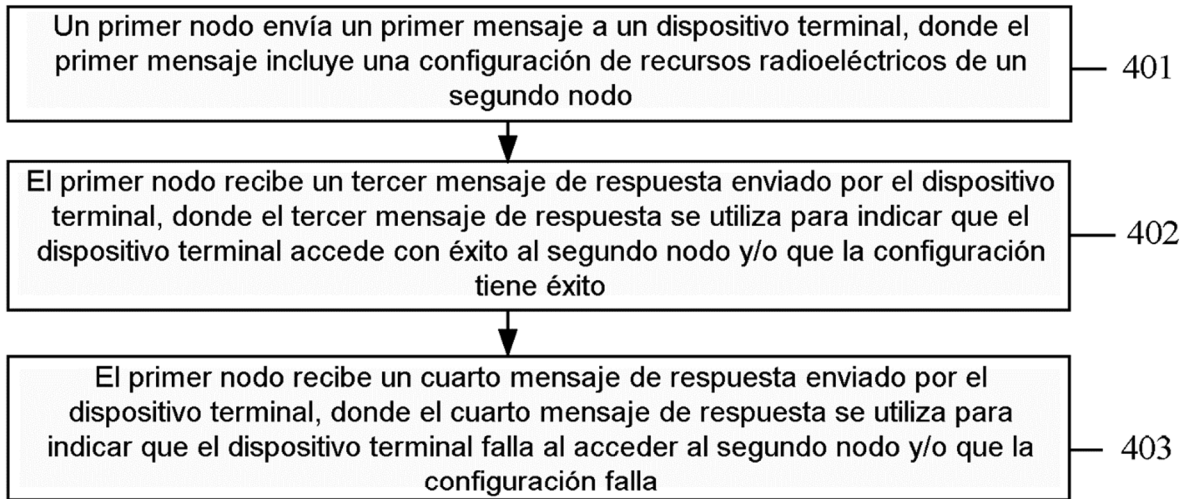 Un primer nodo envía un primer mensaje a un dispositivo terminal, donde el
primer mensaje incluye una configuración de recursos radioeléctricos de un
segundo nodo
401
El primer nodo recibe un tercer mensaje de respuesta enviado por el dispositivo
terminal, donde el tercer mensaje de respuesta se utiliza para indicar que el
dispositivo terminal accede con éxito al segundo nodo y/o que la configuración
tiene éxito
402
El primer nodo recibe un cuarto mensaje de respuesta enviado por el
dispositivo terminal, donde el cuarto mensaje de respuesta se utiliza para
indicar que el dispositivo terminal falla al acceder al segundo nodo y/o que la
configuración falla
403